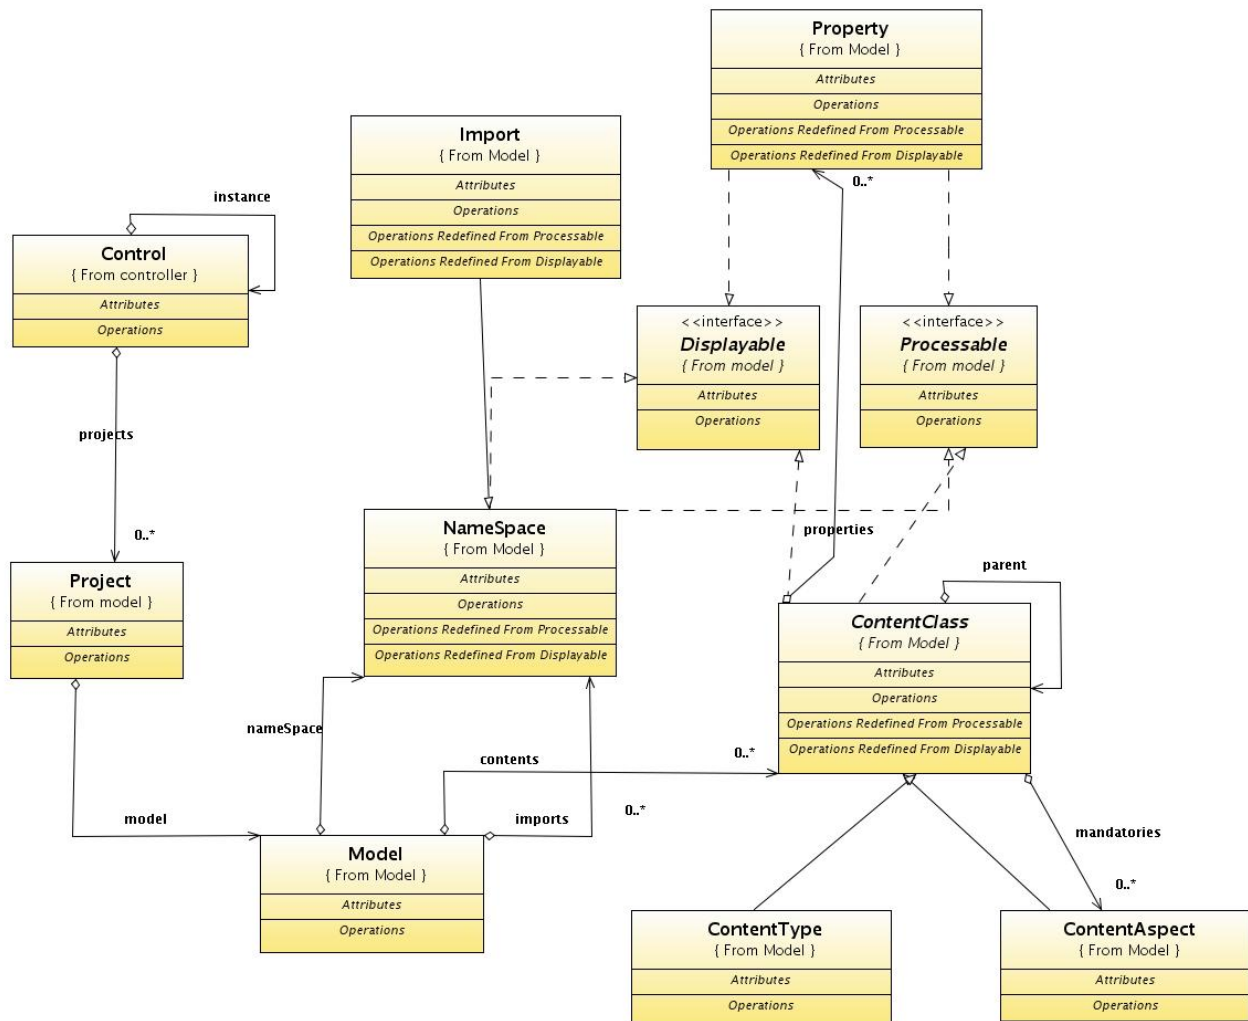 Property
{ From Model }
Attributes
Operations
Operations Redefined From Processable
Operations Redefined From Displayable
0..*
Import
{ From Model }
Attributes
Operations
Operations Redefined From Processable
Operations Redefined From Displayable
instance
Control
{ From controller }
Attributes
Operations
<<interface>>
Displayable
{ From model }
Attributes
Operations
<<interface>>
Processable
{ From model }
Attributes
Operations
projects
0..*
NameSpace
{ From Model }
Attributes
Operations
Operations Redefined From Processable
Operations Redefined From Displayable
properties
parent
Project
{ From model }
Attributes
Operations
ContentClass
{ From Model }
Attributes
Operations
Operations Redefined From Processable
Operations Redefined From Displayable
nameSpace
contents
0..*
model
imports
0..*
mandatories
0..*
Model
{ From Model }
Attributes
Operations
ContentType
{ From Model }
Attributes
Operations
ContentAspect
{ From Model }
Attributes
Operations